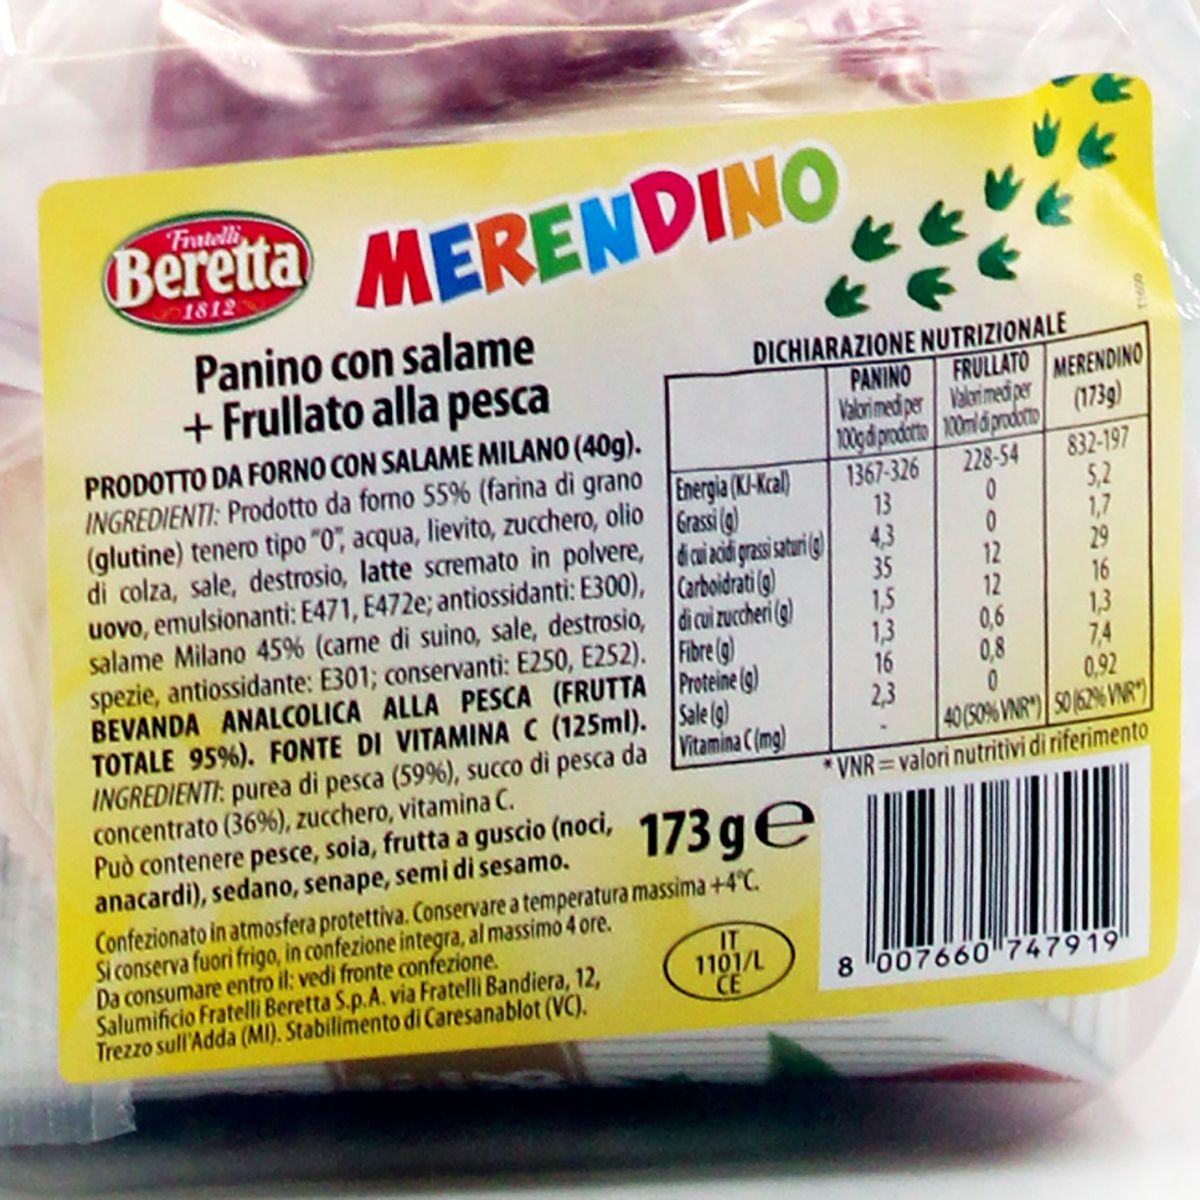 Fratelli
Beretta
1812
MERENDINO
Panino con salame
+ Frullato alla pesca
PRODOTTO DA FORNO CON SALAME MILANO (40g).
INGREDIENTI: Prodotto da forno 55% (farina di grano
(glutine) tenero tipo "0", acqua, lievito, zucchero, olio
di colza, sale, destrosio, latte scremato in polvere,
uovo, emulsionanti: E471, E472e; antiossidanti: E300),
salame Milano 45% (carne di suino, sale, destrosio,
spezie, antiossidante: E301; conservanti: E250, E252).
BEVANDA ANALCOLICA ALLA PESCA (FRUTTA
TOTALE 95%). FONTE DI VITAMINA C (125ml).
INGREDIENTI: purea di pesca (59%), succo di pesca da
concentrato (36%), zucchero, vitamina C.
Può contenere pesce, soia, frutta a guscio (noci,
anacardi), sedano, senape, semi di sesamo.
Confezionato in atmosfera protettiva. Conservare a temperatura massima +4°C.
Si conserva fuori frigo, in confezione integra, al massimo 4 ore.
Da consumare entro il: vedi fronte confezione.
Salumificio Fratelli Beretta S.p.A. via Fratelli Bandiera, 12,
Trezzo sull'Adda (MI). Stabilimento di Caresanablot (VC).
DICHIARAZIONE NUTRIZIONALE
PANINO Valori medi per 100g di prodotto
FRULLATO Valori medi per 100ml di prodotto
MERENDINO (173g)
Energia (KJ-Kcal) 1367-326 228-54 832-197
Grassi (g) 13 0 5,2
di cui acidi grassi saturi (g) 4,3 0 1,7
Carboidrati (g) 35 12 29
di cui zuccheri (g) 1,5 12 16
Fibre (g) 1,3 0,6 1,3
Proteine (g) 16 0,8 7,4
Sale (g) 2,3 0 0,92
Vitamina C (mg) - 40 (50% VNR*) 50 (62% VNR*)
* VNR = valori nutritivi di riferimento
173 g e
IT
1101/L
CE
8 007660 747919